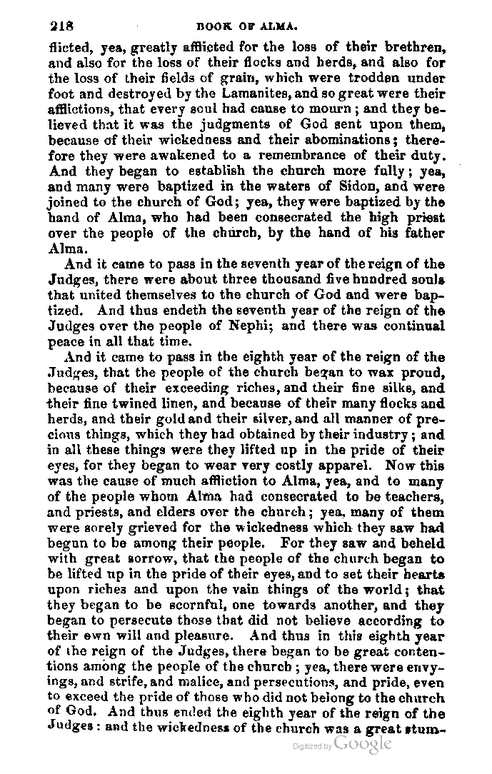 218 BOOK OF ALMA.
flicted, yea, greatly afflicted for the loss of their brethren,
and also for the loss of their flocks and herds, and also for
the loss of their fields of grain, which were trodden under
foot and destroyed by the Lamanites, and so great were their
afflictions, that every soul had cause to mourn; and they be-
lieved that it was the judgments of God sent upon them,
because of their wickedness and their abominations; there-
fore they were awakened to a remembrance of their duty.
And they began to establish the church more fully; yea,
and many were baptized in the waters of Sidon, and were
joined to the church of God; yea, they were baptized by the
hand of Alma, who had been consecrated the high priest
over the people of the church, by the hand of his father
Alma.
And it came to pass in the seventh year of the reign of the
Judges, there were about three thousand five hundred souls
that united themselves to the church of God and were bap-
tized. And thus endeth the seventh year of the reign of the
Judges over the people of Nephi; and there was continual
peace in all that time.
And it came to pass in the eighth year of the reign of the
Judges, that the people of the church began to wax proud,
because of their exceeding riches, and their fine silks, and
their fine twined linen, and because of their many flocks and
herds, and their gold and their silver, and all manner of pre-
cious things, which they had obtained by their industry; and
in all these things were they lifted up in the pride of their
eyes, for they began to wear very costly apparel. Now this
was the cause of much affliction to Alma, yea, and to many
of the people whom Alma had consecrated to be teachers,
and priests, and elders over the church; yea, many of them
were sorely grieved for the wickedness which they saw had
begun to be among their people. For they saw and beheld
with great sorrow, that the people of the church began to
be lifted up in the pride of their eyes, and to set their hearts
upon riches and upon the vain things of the world; that
they began to be scornful, one towards another, and they
began to persecute those that did not believe according to
their own will and pleasure. And thus in this eighth year
of the reign of the Judges, there began to be great conten-
tions among the people of the church; yea, there were envy-
ings, and strife, and malice, and persecutions, and pride, even
to exceed the pride of those who did not belong to the church
of God. And thus ended the eighth year of the reign of the
Judges: and the wickedness of the church was a great stum-
Digitized by Google